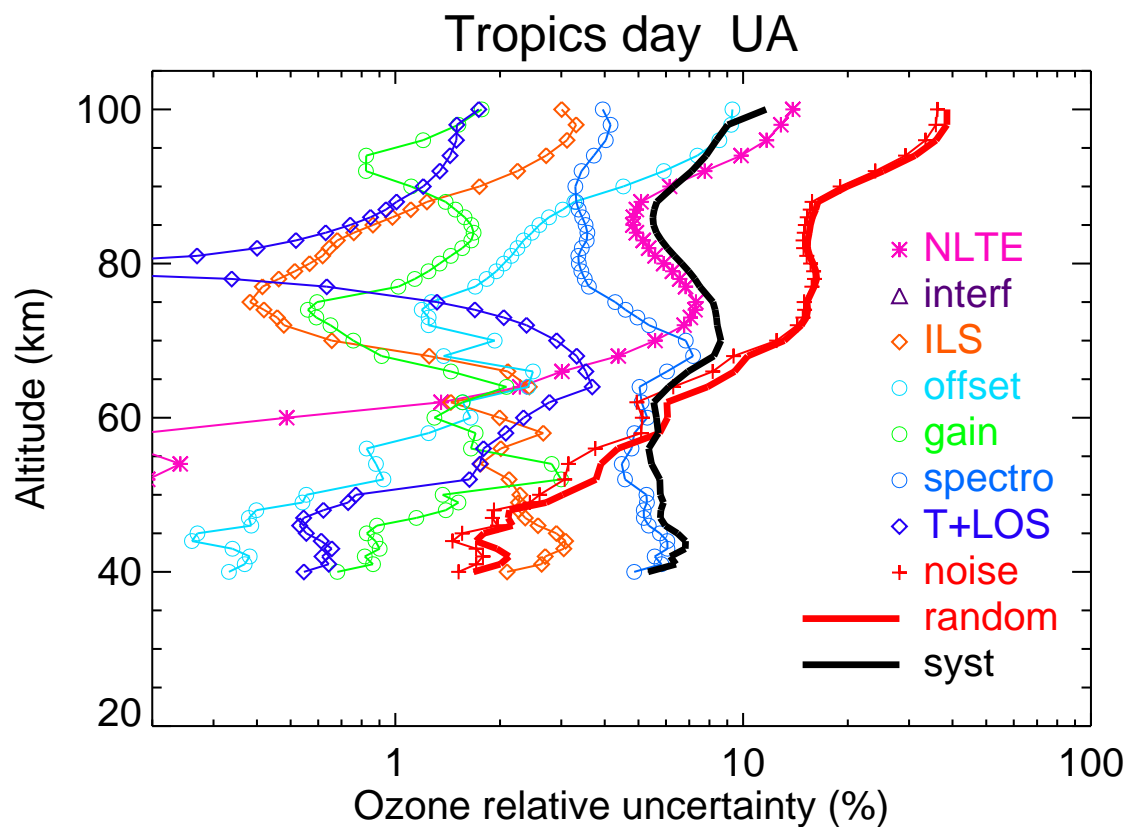 Tropics day  UA
Altitude (km)
100
80
60
40
20
NLTE
interf
ILS
offset
gain
spectro
T+LOS
noise
random
syst
1
10
100
Ozone relative uncertainty (%)